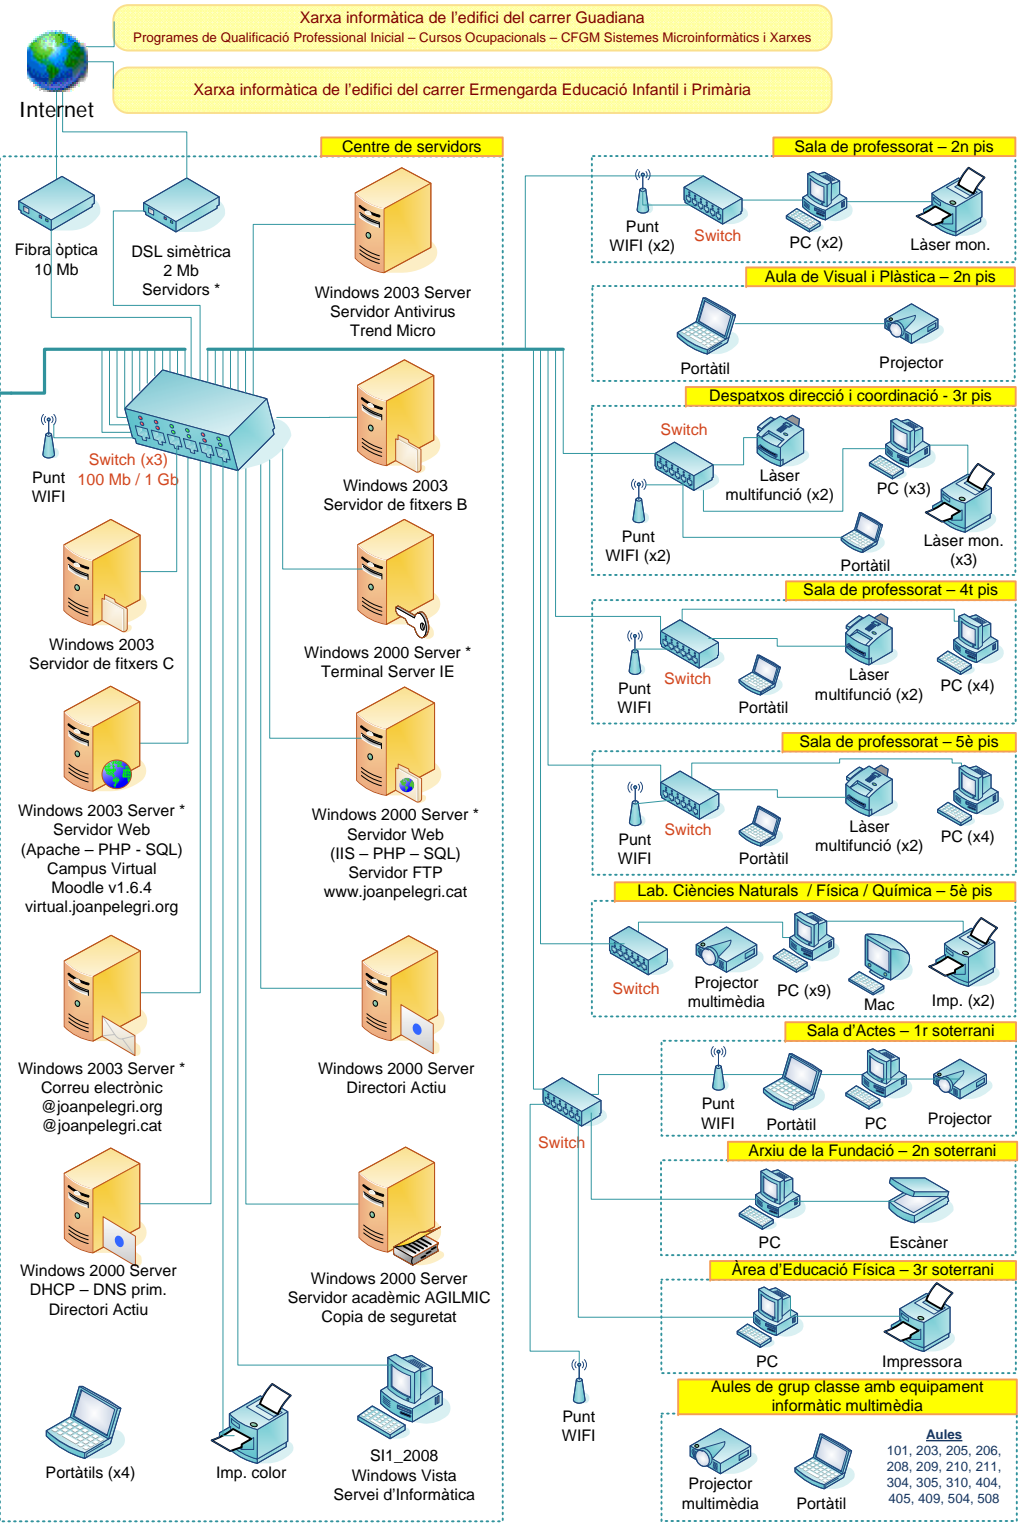 Xarxa informàtica de l'edifici del carrer Guadiana
Programes de Qualificació Professional Inicial – Cursos Ocupacionals – CFGM Sistemes Microinformàtics i Xarxes
Xarxa informàtica de l'edifici del carrer Ermengarda Educació Infantil i Primària
Internet
Centre de servidors
Fibra òptica
10 Mb
DSL simètrica
2 Mb
Servidors *
Windows 2003 Server
Servidor Antivirus
Trend Micro
Punt
WIFI
Switch (x3)
100 Mb / 1 Gb
Windows 2003
Servidor de fitxers B
Windows 2003
Servidor de fitxers C
Windows 2000 Server *
Terminal Server IE
Windows 2003 Server *
Servidor Web
(Apache – PHP - SQL)
Campus Virtual
Moodle v1.6.4
virtual.joanpelegri.org
Windows 2000 Server *
Servidor Web
(IIS – PHP – SQL)
Servidor FTP
www.joanpelegri.cat
Windows 2003 Server *
Correu electrònic
@joanpelegri.org
@joanpelegri.cat
Windows 2000 Server
Directori Actiu
Windows 2000 Server
DHCP – DNS prim.
Directori Actiu
Windows 2000 Server
Servidor acadèmic AGILMIC
Copia de seguretat
Portàtils (x4)
Imp. color
SI1_2008
Windows Vista
Servei d'Informàtica
Sala de professorat – 2n pis
Punt
WIFI (x2)
Switch
PC (x2)
Làser mon.
Aula de Visual i Plàstica – 2n pis
Portàtil
Projector
Despatxos direcció i coordinació - 3r pis
Switch
Làser
multifunció (x2)
PC (x3)
Punt
WIFI (x2)
Portàtil
Làser mon.
(x3)
Sala de professorat – 4t pis
Punt
WIFI
Switch
Portàtil
Làser
multifunció (x2)
PC (x4)
Sala de professorat – 5è pis
Punt
WIFI
Switch
Portàtil
Làser
multifunció (x2)
PC (x4)
Lab. Ciències Naturals / Física / Química – 5è pis
Switch
Projector
multimèdia
PC (x9)
Mac
Imp. (x2)
Sala d'Actes – 1r soterrani
Punt
WIFI
Portàtil
PC
Projector
Switch
Arxiu de la Fundació – 2n soterrani
PC
Escàner
Àrea d'Educació Física – 3r soterrani
PC
Impressora
Punt
WIFI
Aules de grup classe amb equipament
informàtic multimèdia
Projector
multimèdia
Portàtil
Aules
101, 203, 205, 206,
208, 209, 210, 211,
304, 305, 310, 404,
405, 409, 504, 508